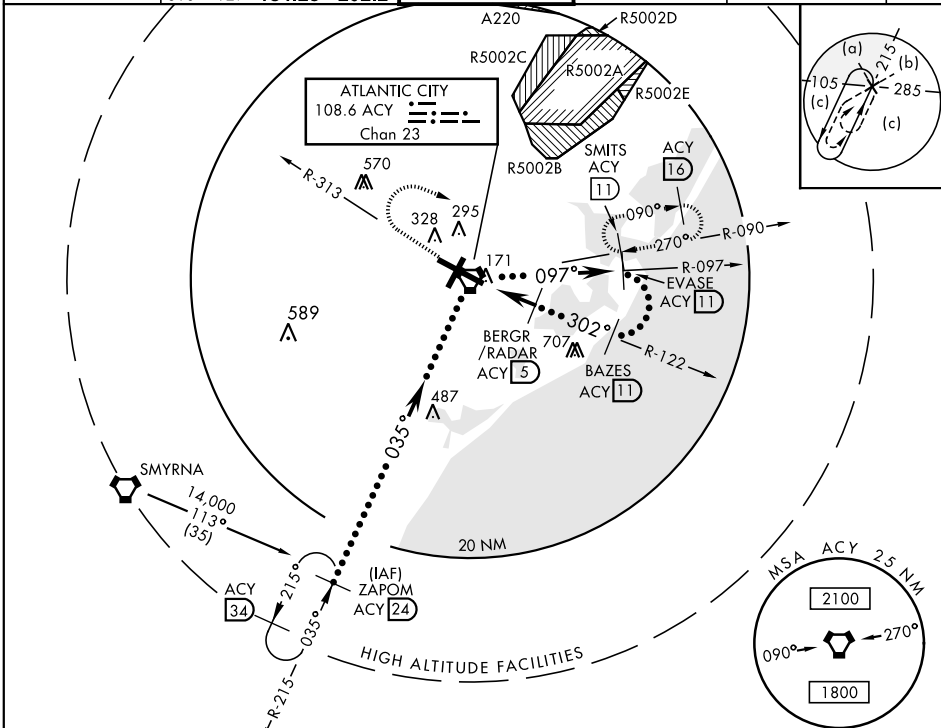 A220
R5002D
R5002C
R5002A
R5002E
R5002B
(a)
215
(b)
105
285
(c)
(c)
ATLANTIC CITY
108.6 ACY
Chan 23
R-313
570
328
295
171
589
SMITS
ACY
11
ACY
16
090°
270°
R-090
097°
R-097
EVASE
ACY 11
302°
BERGR
/RADAR
ACY 5
707
BAZES
ACY 11
R-122
487
035°
SMYRNA
14,000
113°
(35)
20 NM
ACY
34
215°
035°
(IAF)
ZAPOM
ACY 24
R-215
HIGH ALTITUDE FACILITIES
MSA ACY 25 NM
2100
090°
270°
1800